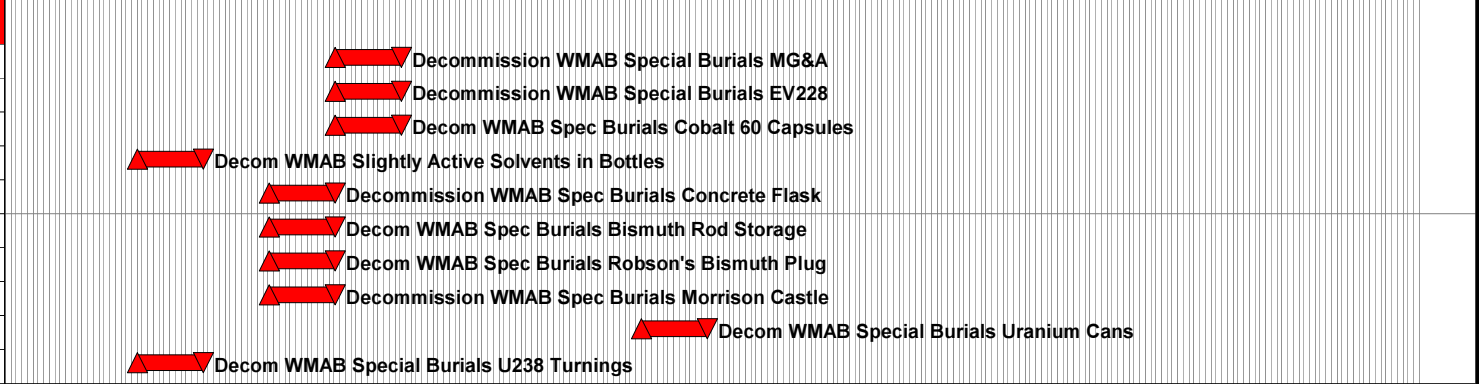 Decommission WMAB Special Burials MG&A
Decommission WMAB Special Burials EV228
Decom WMAB Spec Burials Cobalt 60 Capsules
Decom WMAB Slightly Active Solvents in Bottles
Decommission WMAB Spec Burials Concrete Flask
Decom WMAB Spec Burials Bismuth Rod Storage
Decom WMAB Spec Burials Robson's Bismuth Plug
Decommission WMAB Spec Burials Morrison Castle
Decom WMAB Special Burials Uranium Cans
Decom WMAB Special Burials U238 Turnings